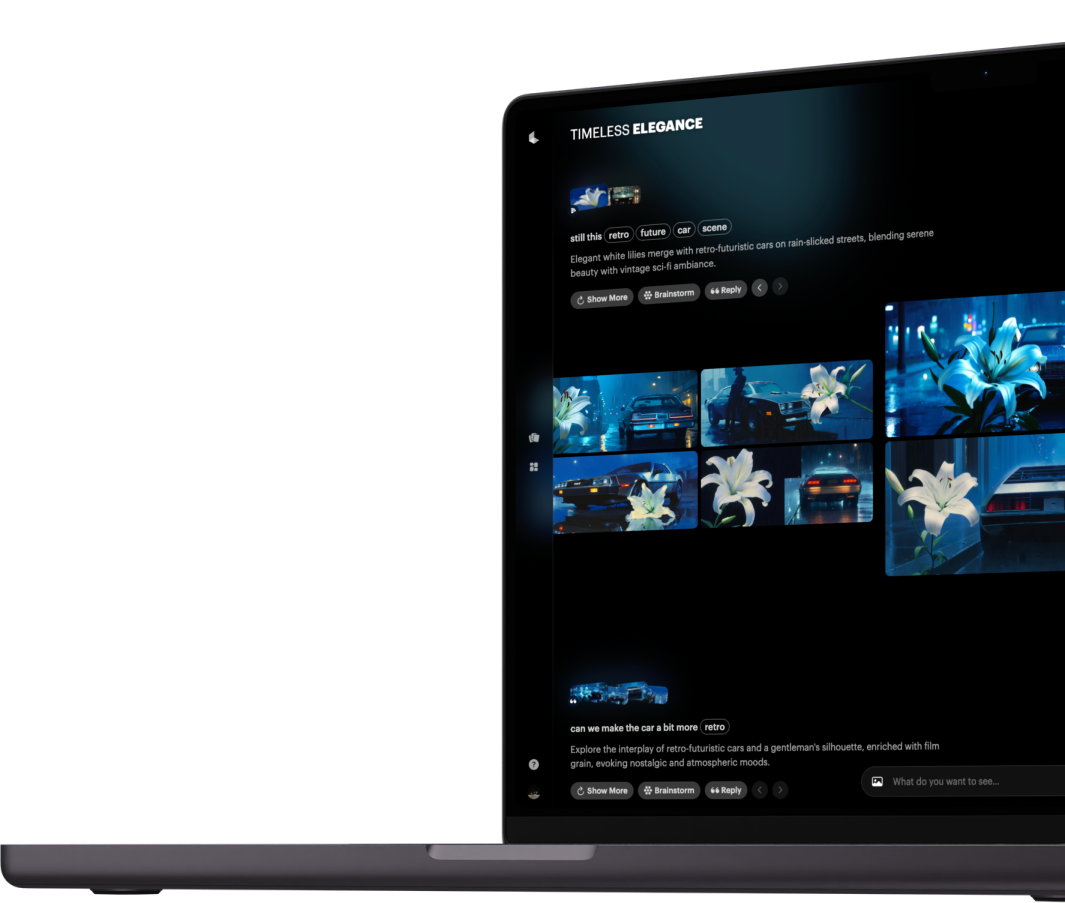 TIMELESS ELEGANCE
still this retro future car scene
Elegant white lilies merge with retro-futuristic cars on rain-slicked streets, blending serene
beauty with vintage sci-fi ambiance.
Show More Brainstorm Reply
can we make the car a bit more retro
Explore the interplay of retro-futuristic cars and a gentleman's silhouette, enriched with film
grain, evoking nostalgic and atmospheric moods.
Show More Brainstorm Reply
What do you want to see...